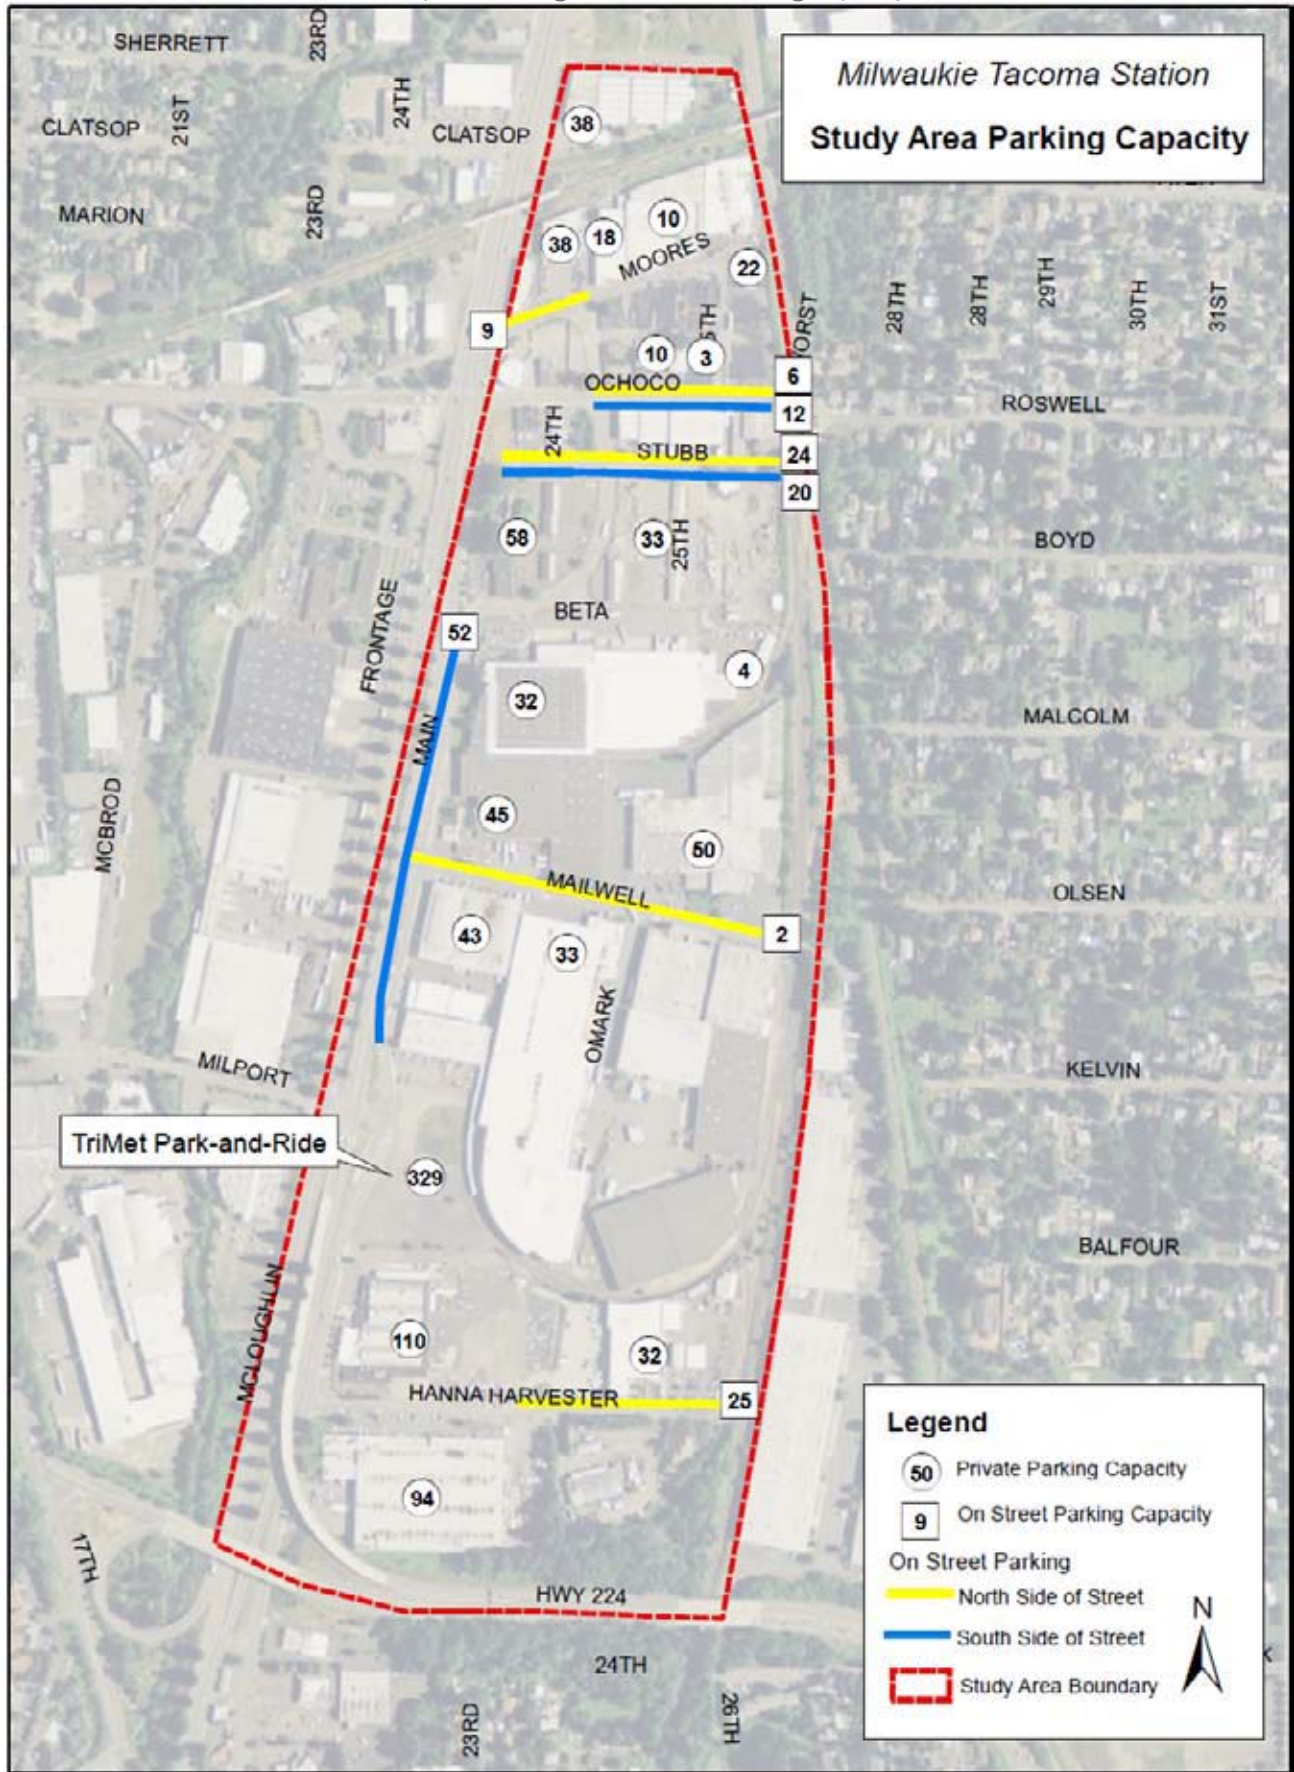 SHERRETT
23RD
Milwaukie Tacoma Station
Study Area Parking Capacity
21ST
24TH
CLATSOP
CLATSOP
38
MARION
23RD
10
38
18
MOORES
22
28TH
28TH
29TH
30TH
31ST
9
10
3
6
OCHOCO
12
ROSWELL
24TH
STUBB
24
20
58
33
25TH
BOYD
FRONTAGE
BETA
52
4
32
MALCOLM
MAIN
MCBROD
45
50
MAILWELL
OLSEN
43
33
2
OMARK
MILPORT
KELVIN
TriMet Park-and-Ride
329
BALFOUR
MCLOUGHLIN
110
32
HANNA HARVESTER
25
94
17TH
HWY 224
24TH
23RD
26TH
Legend
50 Private Parking Capacity
9 On Street Parking Capacity
On Street Parking
North Side of Street
South Side of Street
Study Area Boundary
N